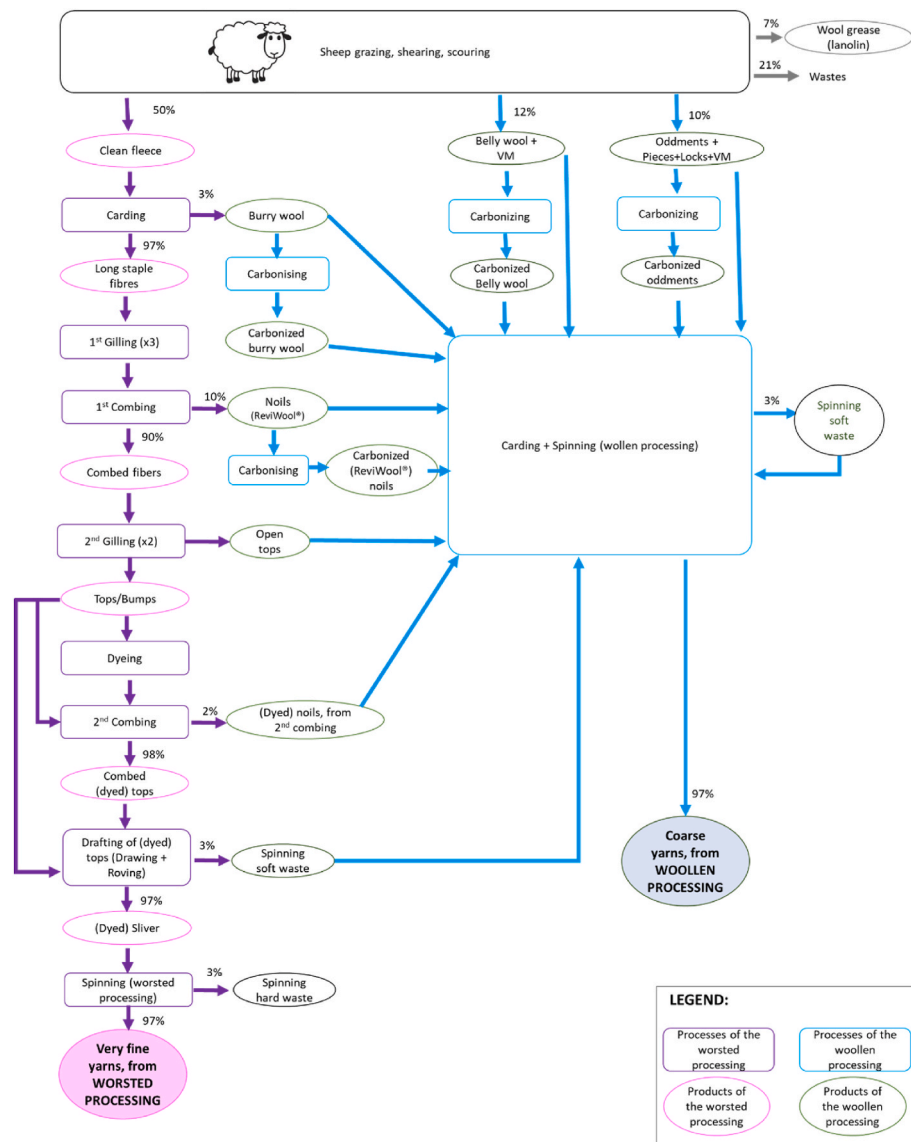 Sheep grazing, shearing, scouring
7%
Wool grease
(lanolin)
21%
Wastes
50%
12%
10%
Clean fleece
Belly wool +
VM
Oddments +
Pieces+Locks+VM
Carding
3%
Burry wool
Carbonizing
Carbonizing
97%
Long staple
fibres
Carbonising
Carbonized
Belly wool
Carbonized
oddments
1st Gilling (x3)
Carbonized
burry wool
1st Combing
10%
Noils
(ReviWool®)
3%
Spinning
soft
waste
90%
Carding + Spinning (wollen processing)
Combed fibers
Carbonising
Carbonized
(ReviWool®)
noils
2nd Gilling (x2)
Open
tops
Tops/Bumps
Dyeing
2nd Combing
2%
(Dyed) noils, from
2nd combing
98%
Combed
(dyed) tops
97%
Drafting of (dyed)
tops (Drawing +
Roving)
3%
Spinning
soft waste
Coarse
yarns, from
WOOLLEN
PROCESSING
97%
(Dyed) Sliver
Spinning (worsted
processing)
3%
Spinning
hard waste
97%
Very fine
yarns, from
WORSTED
PROCESSING
LEGEND:
Processes of the
worsted
processing
Processes of the
woollen
processing
Products of
the worsted
processing
Products of
the woollen
processing